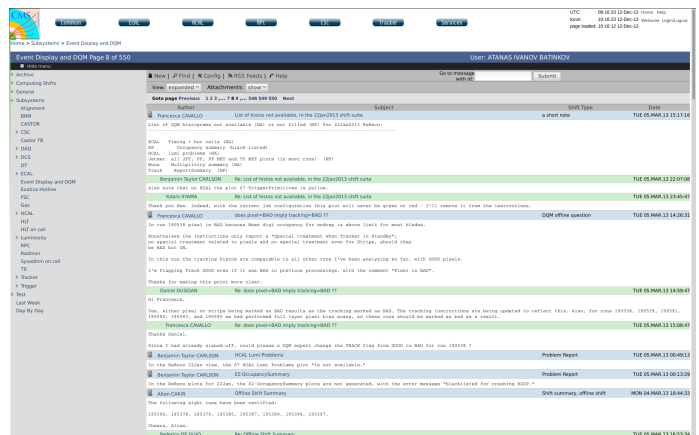 CMS
Common
ECAL
HCAL
RPC
CSC
Tracker
Services
UTC: 09:16:23 12-Dec-13 Home Help
local: 10:16:23 12-Dec-13 Welcome Login/Logout
page loaded: 10:16:12 12-Dec-13
Home > Subsystems > Event Display and DQM
Event Display and DQM Page 8 of 550
User: ATANAS IVANOV BATINKOV
Hide menu
Archive
Computing Shifts
General
Subsystems
Alignment
BRM
CASTOR
CSC
Castor TB
DAQ
DCS
DT
ECAL
Event Display and DQM
Exotica Hotline
FSC
Gas
HCAL
HLT
HLT on call
Luminosity
RPC
Radmon
Sysadmin on call
T0
Tracker
Trigger
Test
Last Week
Day By Day
New | Find | Config | RSS Feeds | Help
Go to message with id:
Submit
View: expanded Attachments: show
Goto page Previous 1 2 3 ,... 7 8 9 ,... 548 549 550 Next
Author Subject Shift Type Date
Francesca CAVALLO List of histos not available, in the 22Jan2013 shift suite a short note TUE 05.MAR.13 15:17:16
List of DQM histograms not available (NA) or not filled (NF) for 22Jan2013 ReReco:
HCAL Timing + hot cells (NA)
ES Occupancy summary (black-listed)
HCAL lumi problems (NA)
Jetmet all JPT, PF, PF MET and TC MET plots (in most runs) (NF)
Muon Multiplicity summary (NA)
Track ReportSummary (NF)
Benjamin Taylor CARLSON Re: List of histos not available, in the 22Jan2013 shift suite TUE 05.MAR.13 23:07:08
Also note that on HCAL the plot 07-TriggerPrimitives is yellow.
Yutaro IIYAMA Re: List of histos not available, in the 22Jan2013 shift suite TUE 05.MAR.13 23:45:47
Thank you Ben. Indeed, with the current job configuration this plot will never be green or red - I'll remove it from the instructions.
Francesca CAVALLO does pixel=BAD imply tracking=BAD ?? DQM offline question TUE 05.MAR.13 14:26:31
In run 190538 pixel is BAD because Mean digi occupancy for endcap is above limit for most blades.
Nonetheless the instructions only report a "Special treatment when Tracker in StandBy":
no special treatment related to pixels and no special treatment even for Strips, should they
be BAD but ON.
In this run the tracking histos are comparable to all other runs I've been analyzing so far, with GOOD pixels.
I'm flagging Track GOOD even if it was BAD in previous processings, with the comment "Pixel is BAD".
Thanks for making this point more clear.
Daniel DUGGAN Re: does pixel=BAD imply tracking=BAD ?? TUE 05.MAR.13 14:59:47
Hi Francesca,
Yes, either pixel or strips being marked as BAD results as the tracking marked as BAD. The tracking instructions are being updated to reflect this. Also, for runs 190538, 190539, 190591,
190592, 190593, and 190595 we had performed full layer pixel bias scans, so these runs should be marked as bad as a result.
Francesca CAVALLO Re: does pixel=BAD imply tracking=BAD ?? TUE 05.MAR.13 15:08:47
Thanks Daniel.
Since I had already signed-off, could please a DQM expert change the TRACK flag from GOOD to BAD for run 190538 ?
Benjamin Taylor CARLSON HCAL Lumi Problems Problem Report TUE 05.MAR.13 00:49:13
In the ReReco 22Jan view, the 07 HCAL Lumi Problems plot "is not available."
Benjamin Taylor CARLSON ES OccupancySummary Problem Report TUE 05.MAR.13 00:13:29
In the ReReco plots for 22Jan, the 02-OccupancySummary plots are not generated, with the error message "Blacklisted for crashing ROOT."
Altan CAKIR Offline Shift Summary Shift summary, offline shift MON 04.MAR.13 18:44:33
The following eight runs have been certified:
195304, 195378, 195379, 195385, 195387, 195390, 195396, 195397.
Cheers, Altan.
Federico DE GUIO Re: Offline Shift Summary TUE 05.MAR.13 16:53:34